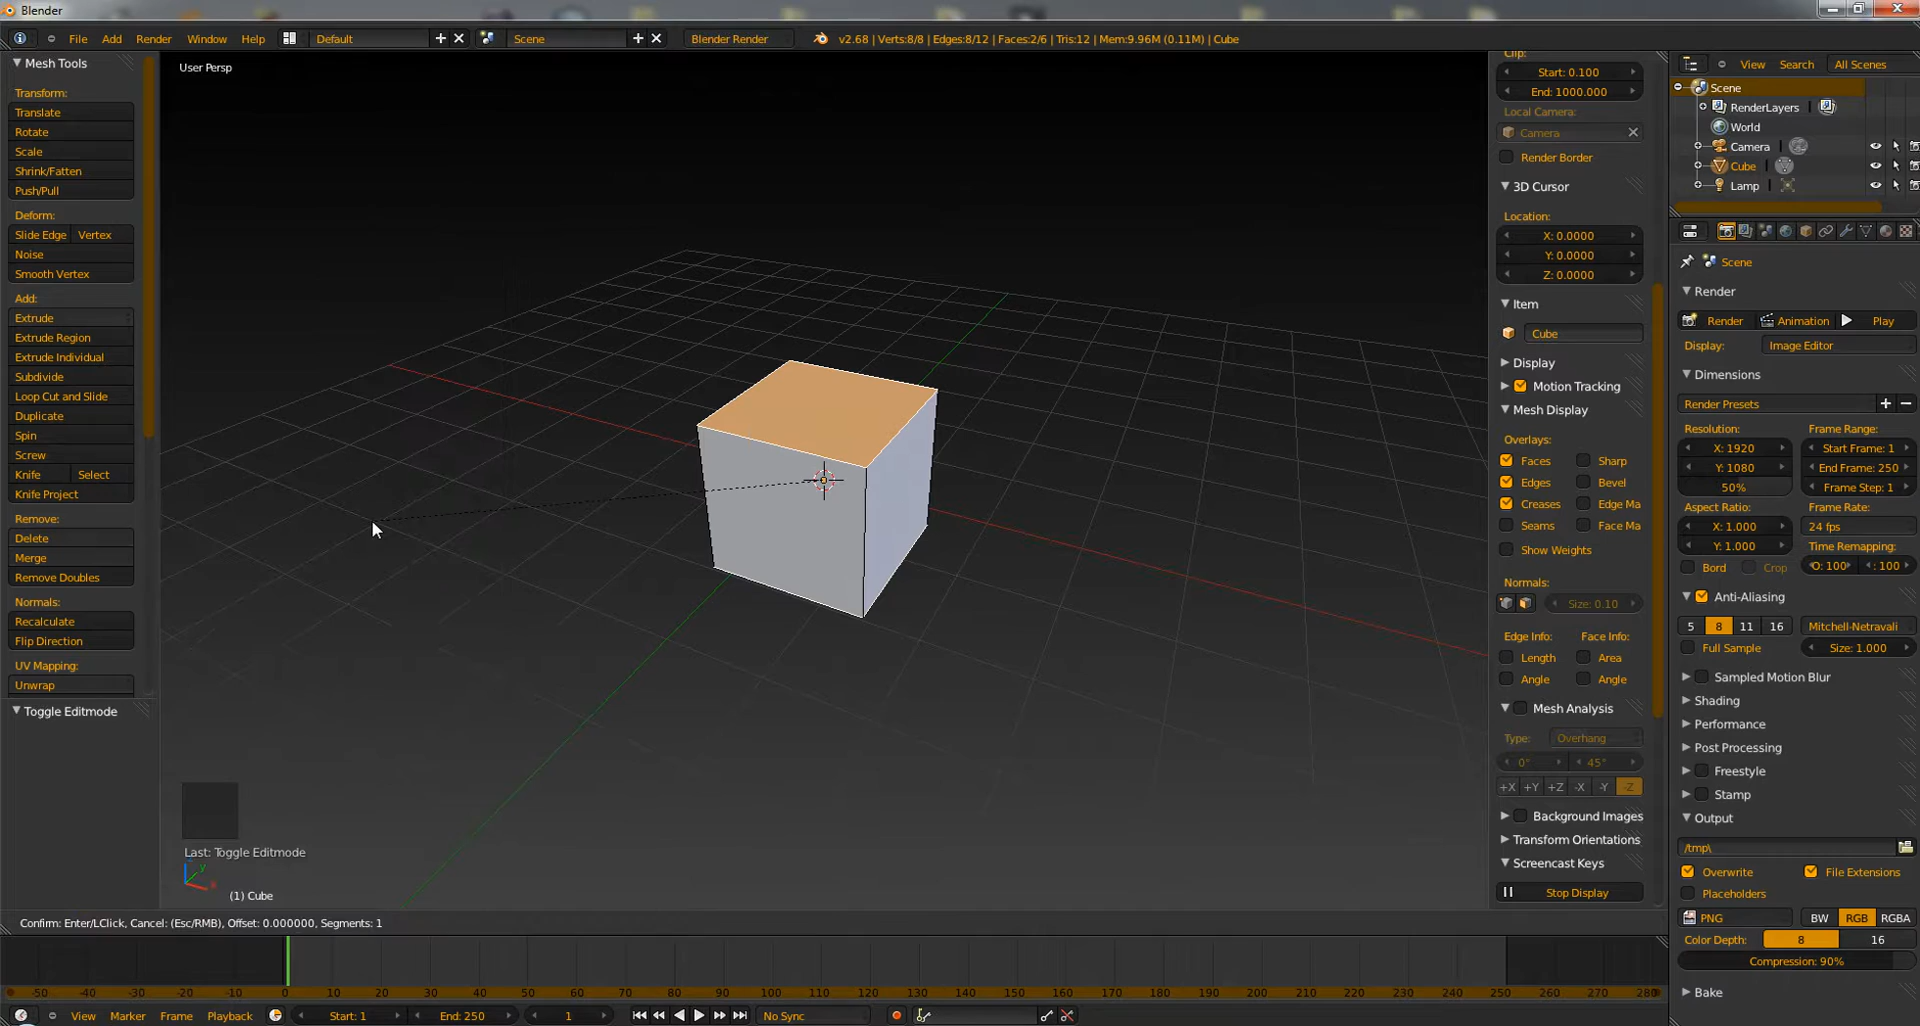 Blender
File Add Render Window Help Default Scene Blender Render v2.68 | Verts:8/8 | Edges:8/12 | Faces:2/6 | Tris:12 | Mem:9.96M (0.11M) | Cube
Mesh Tools
Transform:
Translate
Rotate
Scale
Shrink/Fatten
Push/Pull
Deform:
Slide Edge Vertex
Noise
Smooth Vertex
Add:
Extrude
Extrude Region
Extrude Individual
Subdivide
Loop Cut and Slide
Duplicate
Spin
Screw
Knife Select
Knife Project
Remove:
Delete
Merge
Remove Doubles
Normals:
Recalculate
Flip Direction
UV Mapping:
Unwrap
Toggle Editmode
User Persp
Last: Toggle Editmode
(1) Cube
Confirm: Enter/LClick, Cancel: (Esc/RMB), Offset: 0.000000, Segments: 1
Clip:
Start: 0.100
End: 1000.000
Local Camera:
Camera
Render Border
3D Cursor
Location:
X: 0.0000
Y: 0.0000
Z: 0.0000
Item
Cube
Display
Motion Tracking
Mesh Display
Overlays:
Faces Sharp
Edges Bevel
Creases Edge Ma
Seams Face Ma
Show Weights
Normals:
Size: 0.10
Edge Info: Face Info:
Length Area
Angle Angle
Mesh Analysis
Type: Overhang
0° 45°
+X +Y +Z -X -Y -Z
Background Images
Transform Orientations
Screencast Keys
Stop Display
View Search All Scenes
Scene
RenderLayers
World
Camera
Cube
Lamp
Scene
Render
Render Animation Play
Display: Image Editor
Dimensions
Render Presets
Resolution: Frame Range:
X: 1920 Start Frame: 1
Y: 1080 End Frame: 250
50% Frame Step: 1
Aspect Ratio: Frame Rate:
X: 1.000 24 fps
Y: 1.000 Time Remapping:
Bord Crop O: 100 : 100
Anti-Aliasing
5 8 11 16 Mitchell-Netravali
Full Sample Size: 1.000
Sampled Motion Blur
Shading
Performance
Post Processing
Freestyle
Stamp
Output
/tmp\
Overwrite File Extensions
Placeholders
PNG BW RGB RGBA
Color Depth: 8 16
Compression: 90%
Bake
-50 -40 -30 -20 -10 0 10 20 30 40 50 60 70 80 90 100 110 120 130 140 150 160 170 180 190 200 210 220 230 240 250 260 270 280
View Marker Frame Playback Start: 1 End: 250 1 No Sync